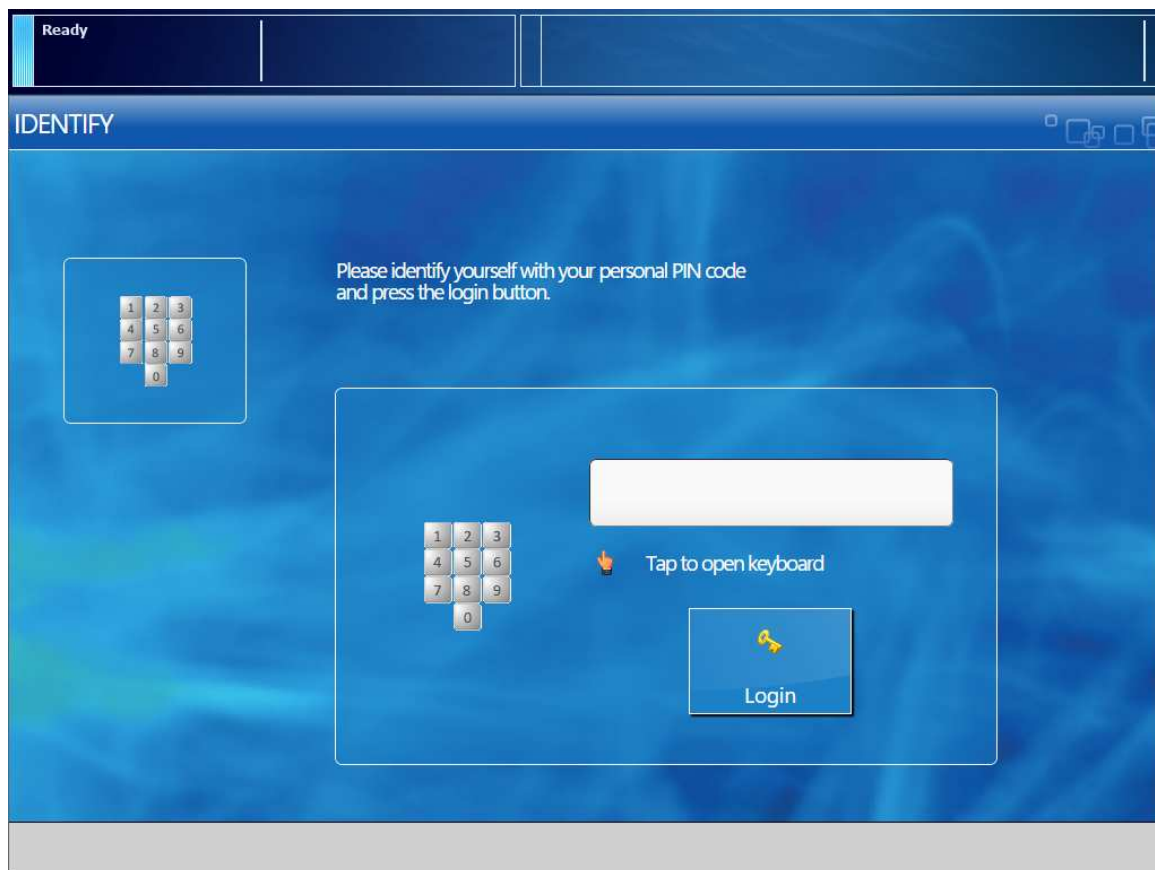 Ready
IDENTIFY
Please identify yourself with your personal PIN code
and press the login button.
1 2 3
4 5 6
7 8 9
0
1 2 3
4 5 6
7 8 9
0
Tap to open keyboard
Login